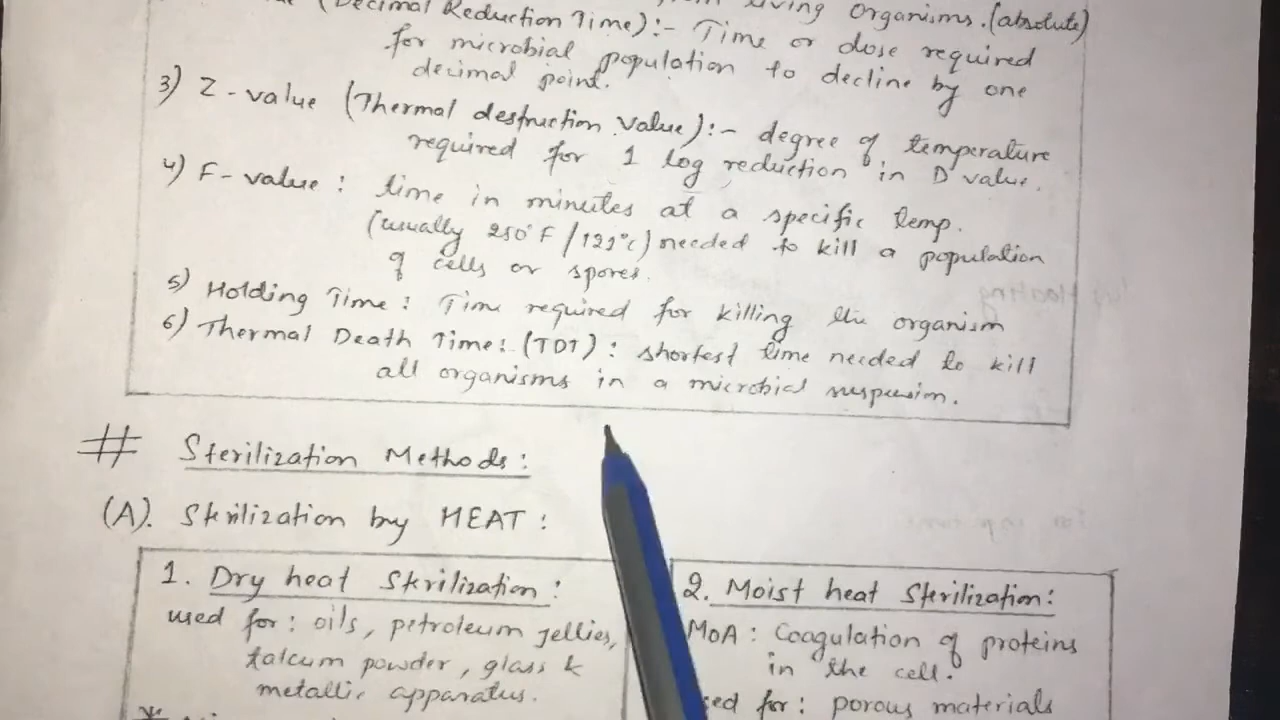 living organisms. (absolute)
(Decimal Reduction Time):- Time or dose required
for microbial population to decline by one
decimal point.
3) Z-value (Thermal destruction value):- degree of temperature
required for 1 log reduction in D value.
4) F-value: time in minutes at a specific temp.
(usually 250°F/121°c) needed to kill a population
of cells or spores.
5) Holding Time: Time required for killing the organism
6) Thermal Death Time: (TDT): shortest time needed to kill
all organisms in a microbial suspension.
# Sterilization Methods:
(A). Sterilization by HEAT:
1. Dry heat Sterilization:
used for: oils, petroleum jellies,
talcum powder, glass &
metallic apparatus.
2. Moist heat Sterilization:
MoA: Coagulation of proteins
in the cell.
for: porous materials